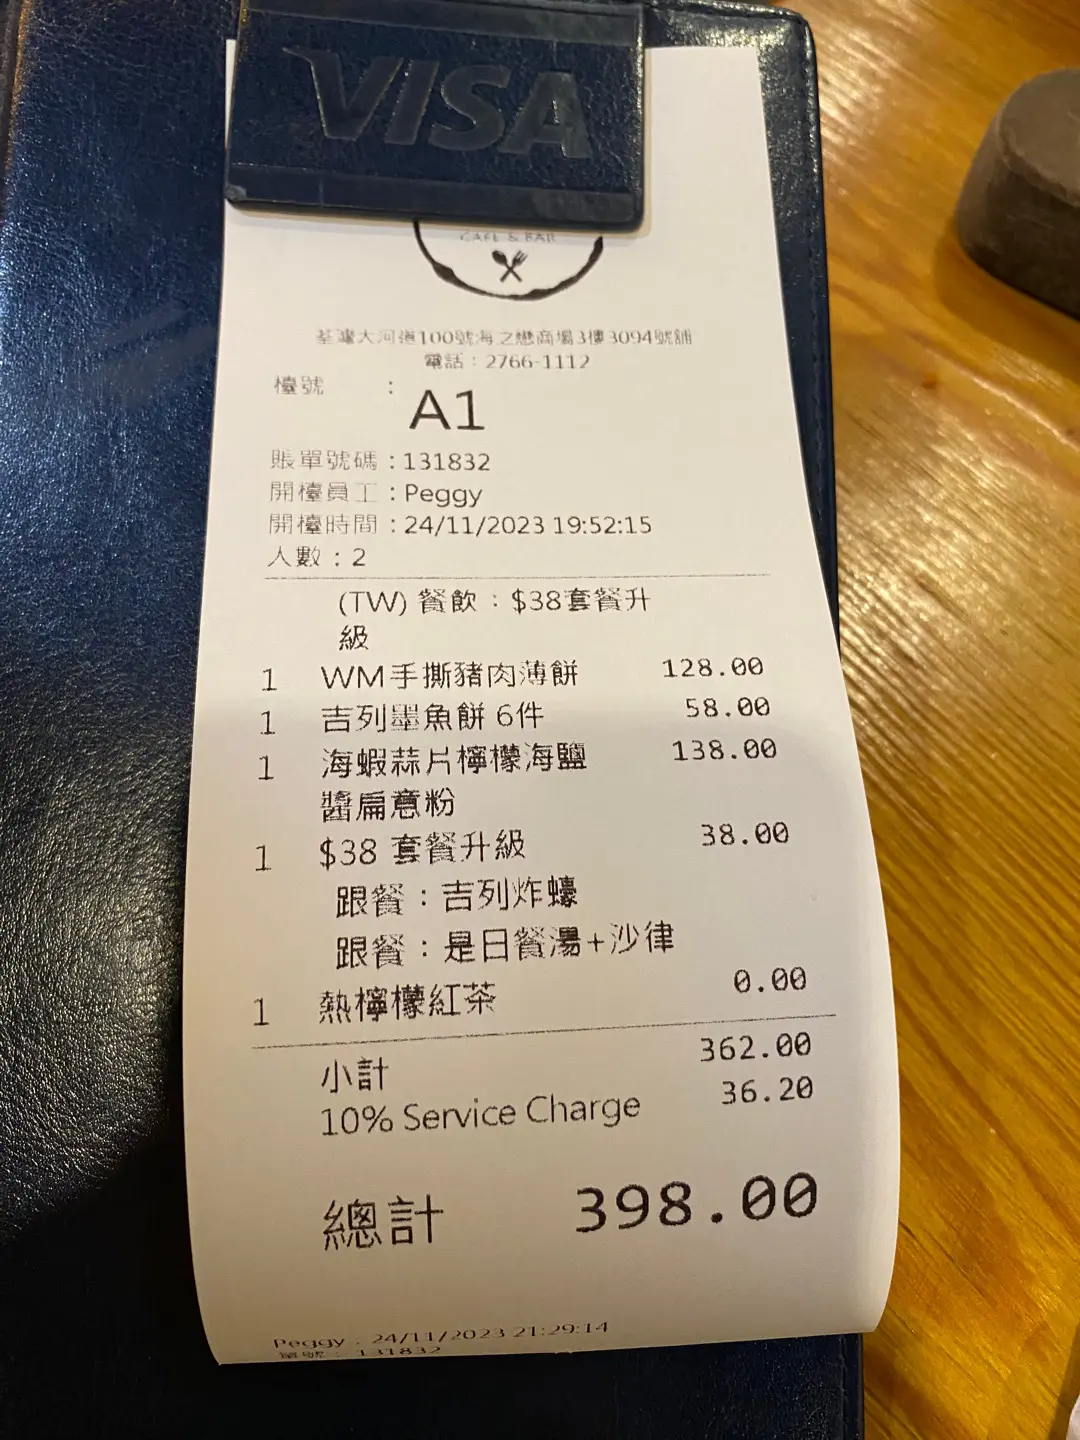 VISA
CAFE & BAR
荃灣大河道100號海之戀商場3樓3094號舖
電話：2766-1112
檯號 : A1
賬單號碼 : 131832
開檯員工 : Peggy
開檯時間 : 24/11/2023 19:52:15
人數 : 2
(TW) 餐飲：$38套餐升
級
1 WM手撕豬肉薄餅 128.00
1 吉列墨魚餅 6件 58.00
1 海蝦蒜片檸檬海鹽 138.00
醬扁意粉
1 $38 套餐升級 38.00
跟餐：吉列炸蠔
跟餐：是日餐湯+沙律
1 熱檸檬紅茶 0.00
小計 362.00
10% Service Charge 36.20
總計 398.00
Peggy : 24/11/2023 21:29:14
單號： 131832